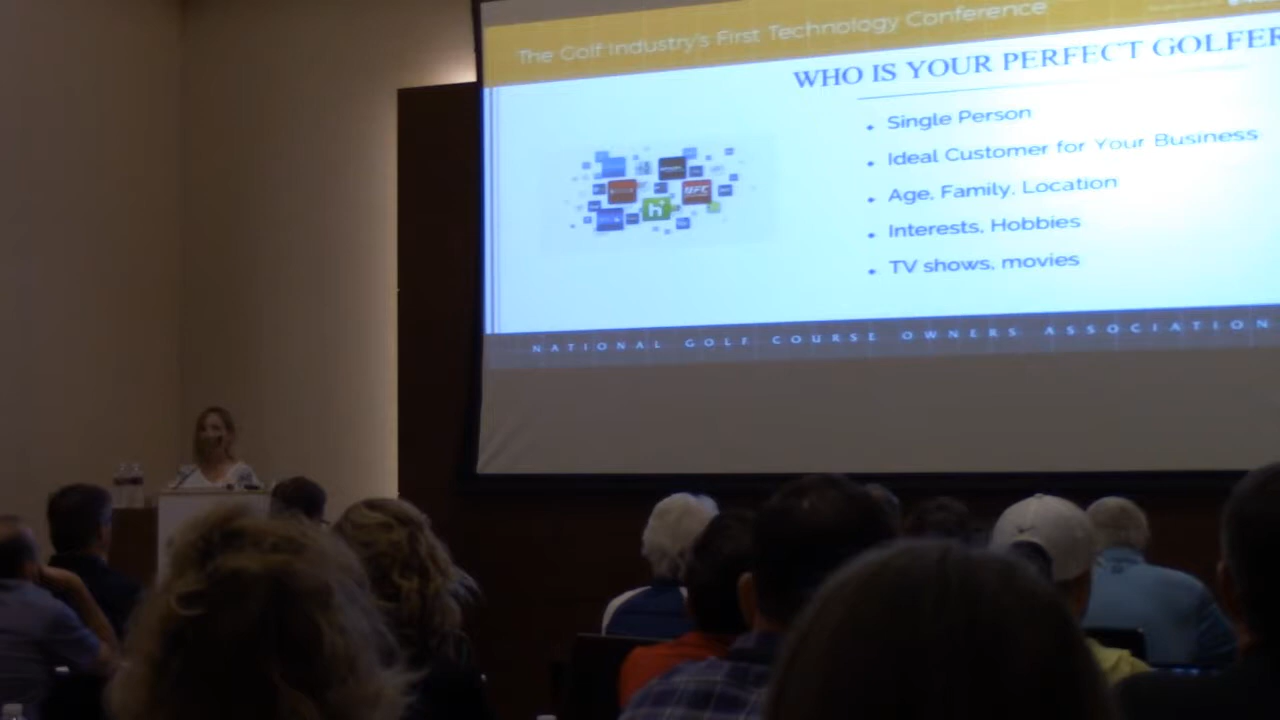 The Golf Industry's First Technology Conference
WHO IS YOUR PERFECT GOLFER
• Single Person
• Ideal Customer for Your Business
• Age, Family, Location
• Interests, Hobbies
• TV shows, movies
UFC
h
NATIONAL GOLF COURSE OWNERS ASSOCIATION